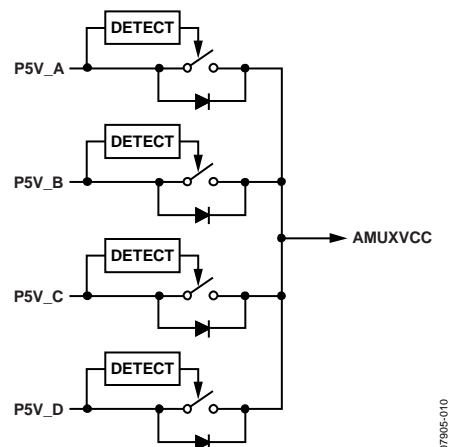 DETECT
P5V_A
DETECT
P5V_B
AMUXVCC
DETECT
P5V_C
DETECT
P5V_D
07905-010